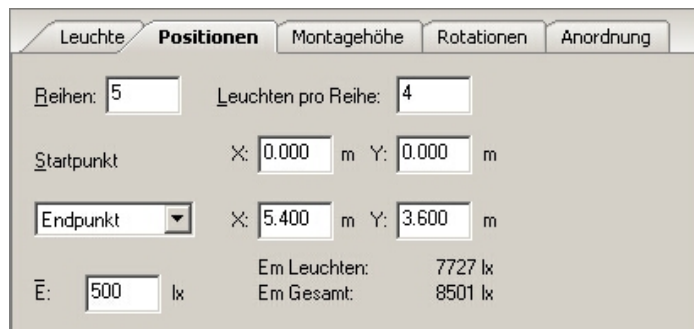 Leuchte Positionen Montagehöhe Rotationen Anordnung
Reihen: 5 Leuchten pro Reihe: 4
Startpunkt X: 0.000 m Y: 0.000 m
Endpunkt X: 5.400 m Y: 3.600 m
Em Leuchten: 7727 lx
E: 500 lx Em Gesamt: 8501 lx